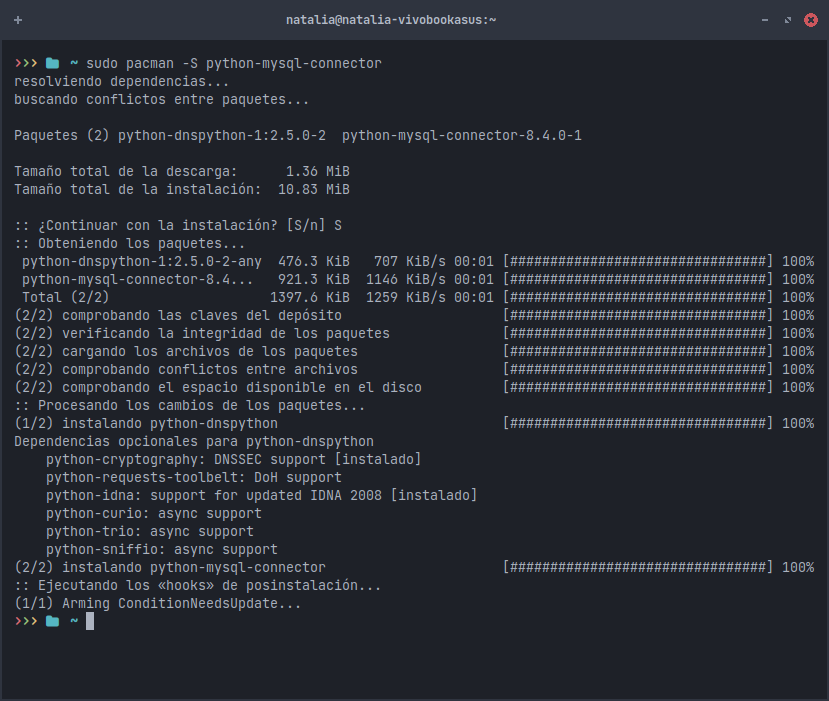 natalia@natalia-vivobookasus:~
>>> ~ sudo pacman -S python-mysql-connector
resolviendo dependencias...
buscando conflictos entre paquetes...
Paquetes (2) python-dnspython-1:2.5.0-2  python-mysql-connector-8.4.0-1
Tamaño total de la descarga:      1.36 MiB
Tamaño total de la instalación:  10.83 MiB
:: ¿Continuar con la instalación? [S/n] S
:: Obteniendo los paquetes...
 python-dnspython-1:2.5.0-2-any  476.3 KiB   707 KiB/s 00:01 [################################] 100%
 python-mysql-connector-8.4...   921.3 KiB  1146 KiB/s 00:01 [################################] 100%
 Total (2/2)                    1397.6 KiB  1259 KiB/s 00:01 [################################] 100%
(2/2) comprobando las claves del depósito                    [################################] 100%
(2/2) verificando la integridad de los paquetes              [################################] 100%
(2/2) cargando los archivos de los paquetes                  [################################] 100%
(2/2) comprobando conflictos entre archivos                  [################################] 100%
(2/2) comprobando el espacio disponible en el disco          [################################] 100%
:: Procesando los cambios de los paquetes...
(1/2) instalando python-dnspython                            [################################] 100%
Dependencias opcionales para python-dnspython
    python-cryptography: DNSSEC support [instalado]
    python-requests-toolbelt: DoH support
    python-idna: support for updated IDNA 2008 [instalado]
    python-curio: async support
    python-trio: async support
    python-sniffio: async support
(2/2) instalando python-mysql-connector                      [################################] 100%
:: Ejecutando los «hooks» de posinstalación...
(1/1) Arming ConditionNeedsUpdate...
>>> ~